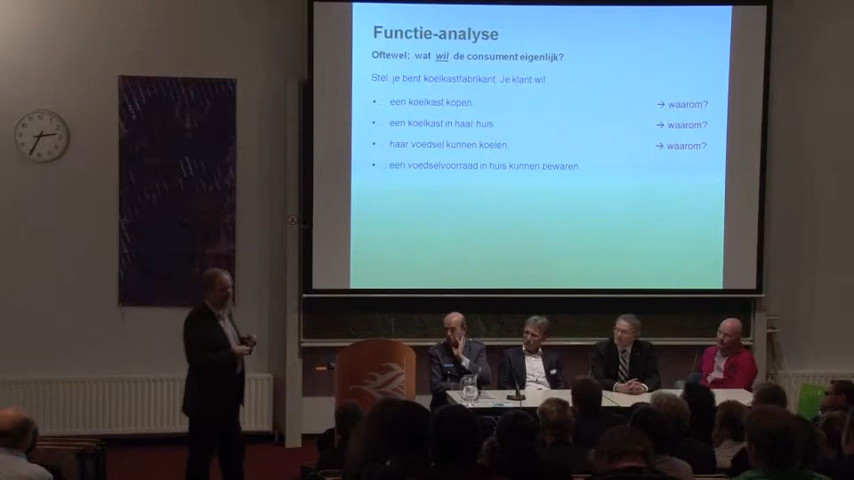 Functie-analyse
Oftewel: wat wil de consument eigenlijk?
Stel: je bent koelkastfabrikant. Je klant wil
• .. een koelkast kopen. → waarom?
• .. een koelkast in haar huis. → waarom?
• .. haar voedsel kunnen koelen. → waarom?
• .. een voedselvoorraad in huis kunnen bewaren.